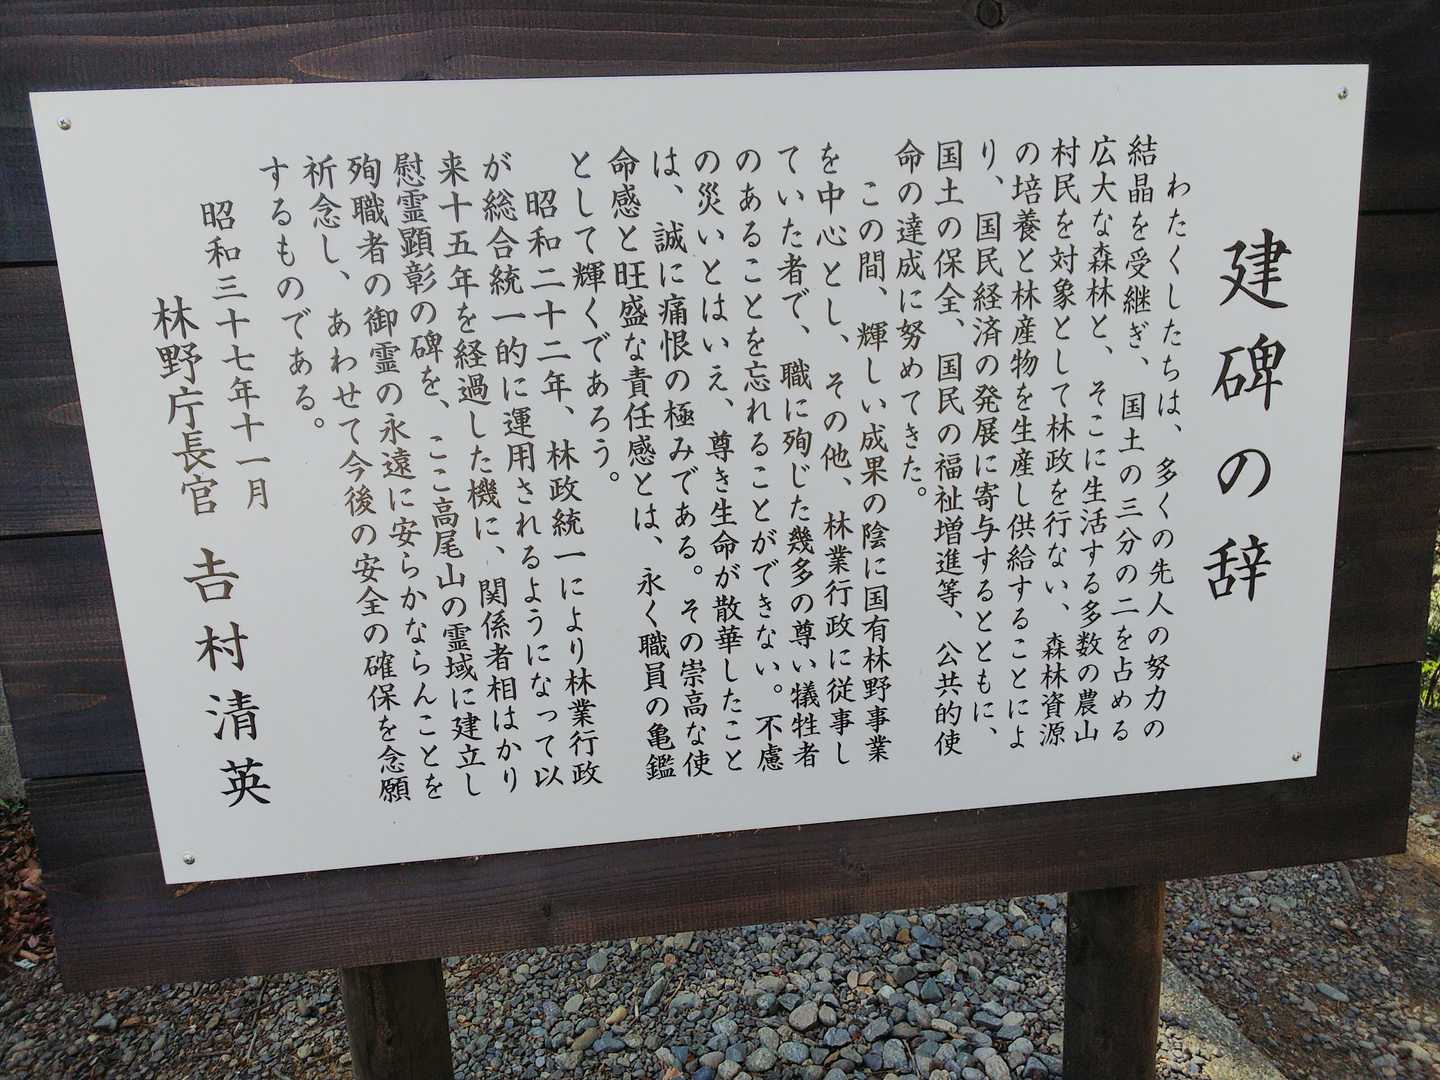 建碑の辞
わたくしたちは、多くの先人の努力の
結晶を受継ぎ、国土の三分の二を占める
広大な森林と、そこに生活する多数の農山
村民を対象として林政を行ない、森林資源
の培養と林産物を生産し供給することによ
り、国民経済の発展に寄与するとともに、
国土の保全、国民の福祉増進等、公共的使
命の達成に努めてきた。
この間、輝しい成果の陰に国有林野事業
を中心とし、その他、林業行政に従事し
ていた者で、職に殉じた幾多の尊い犠牲者
のあることを忘れることができない。不慮
の災いとはいえ、尊き生命が散華したこと
は、誠に痛恨の極みである。その崇高な使
命感と旺盛な責任感とは、永く職員の亀鑑
として輝くであろう。
昭和二十二年、林政統一により林業行政
が総合統一的に運用されるようになって以
来十五年を経過した機に、関係者相はかり
慰霊顕彰の碑を、ここ高尾山の霊域に建立し
殉職者の御霊の永遠に安らかならんことを
祈念し、あわせて今後の安全の確保を念願
するものである。
昭和三十七年十一月
林野庁長官 𠮷村清英